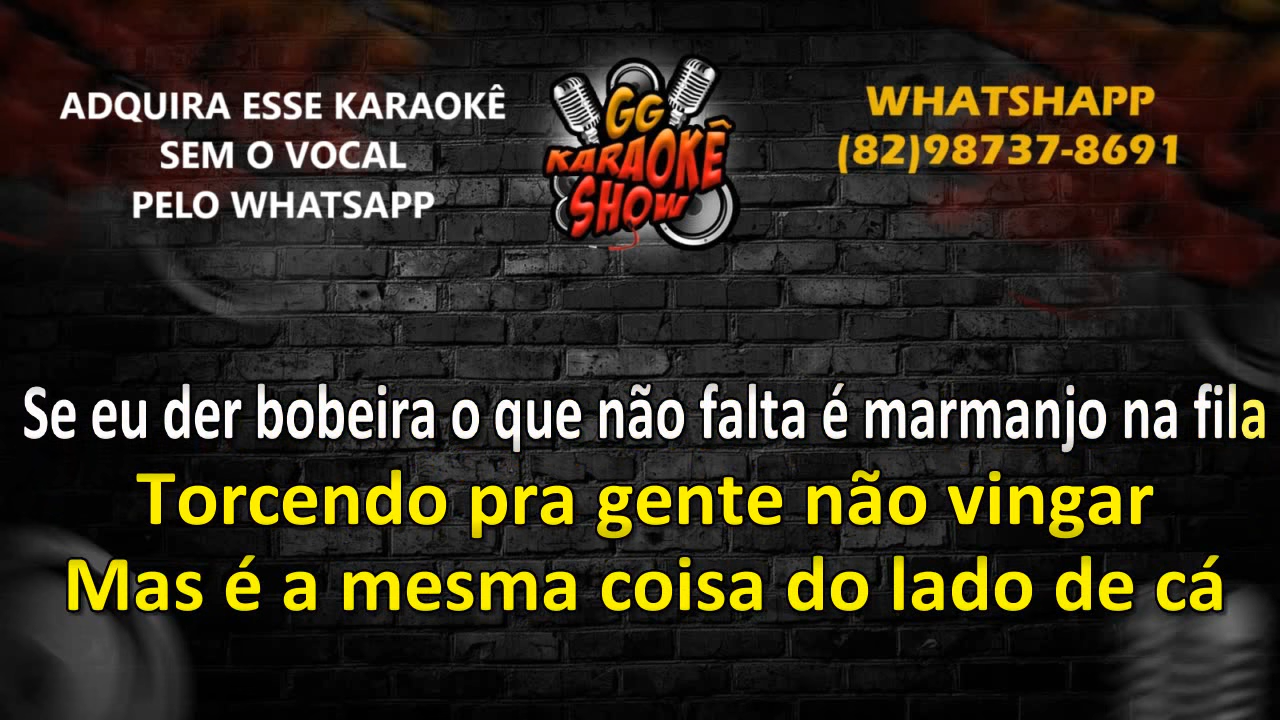 ADQUIRA ESSE KARAOKÊ
SEM O VOCAL
PELO WHATSAPP
GG
KARAOKÊ
SHOW
WHATSHAPP
(82)98737-8691
Se eu der bobeira o que não falta é marmanjo na fila
Torcendo pra gente não vingar
Mas é a mesma coisa do lado de cá